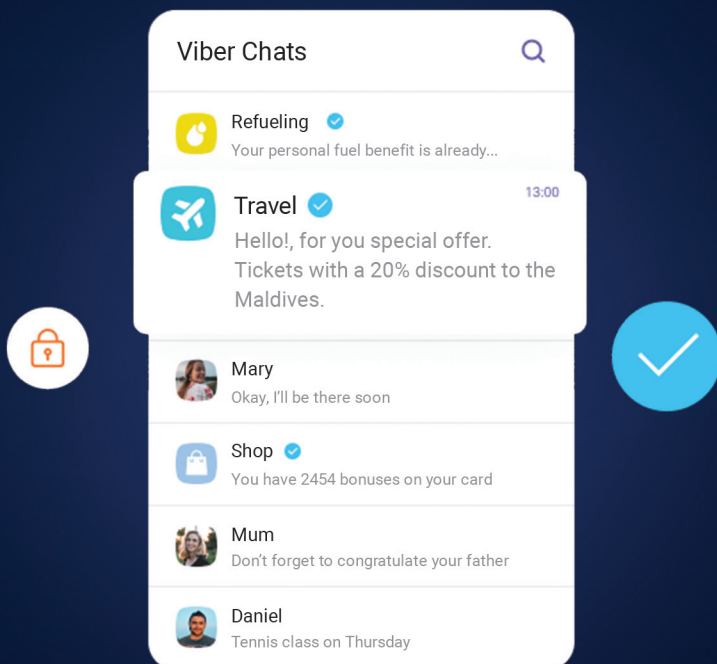 Viber Chats
Refueling
Your personal fuel benefit is already...
Travel
13:00
Hello!, for you special offer.
Tickets with a 20% discount to the
Maldives.
Mary
Okay, I’ll be there soon
Shop
You have 2454 bonuses on your card
Mum
Don’t forget to congratulate your father
Daniel
Tennis class on Thursday